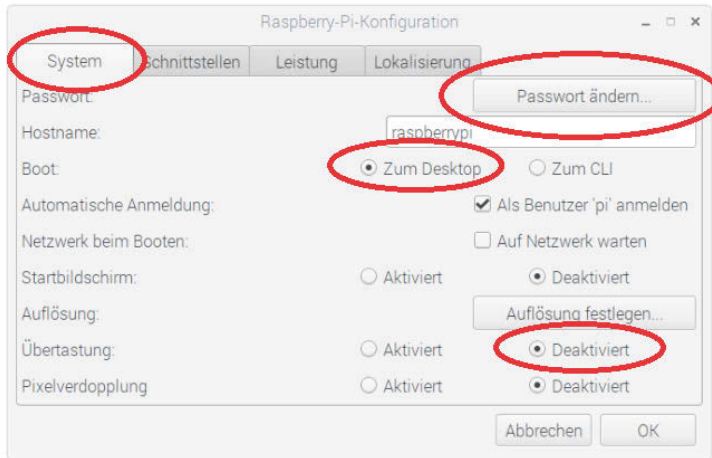 Raspberry-Pi-Konfiguration
System Schnittstellen Leistung Lokalisierung
Passwort: Passwort ändern...
Hostname: raspberrypi
Boot: Zum Desktop Zum CLI
Automatische Anmeldung: Als Benutzer 'pi' anmelden
Netzwerk beim Booten: Auf Netzwerk warten
Startbildschirm: Aktiviert Deaktiviert
Auflösung: Auflösung festlegen...
Übertastung: Aktiviert Deaktiviert
Pixelverdopplung Aktiviert Deaktiviert
Abbrechen OK